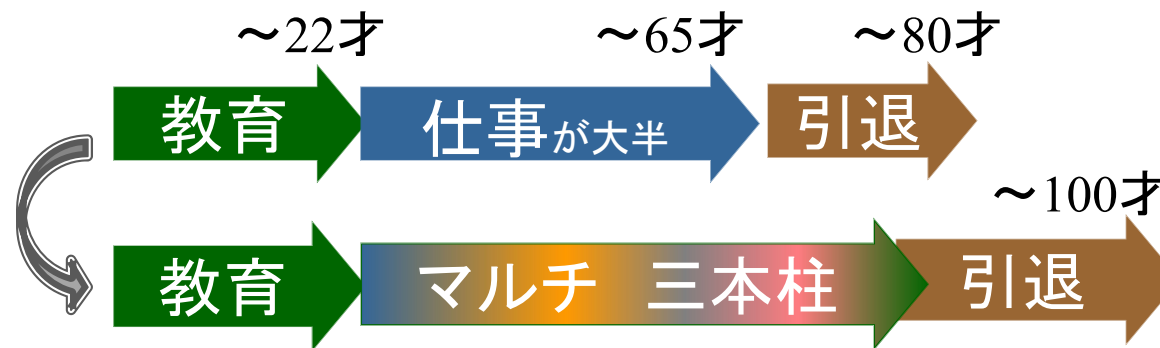 ～22才 ～65才 ～80才
教育 仕事が大半 引退
～100才
教育 マルチ 三本柱 引退